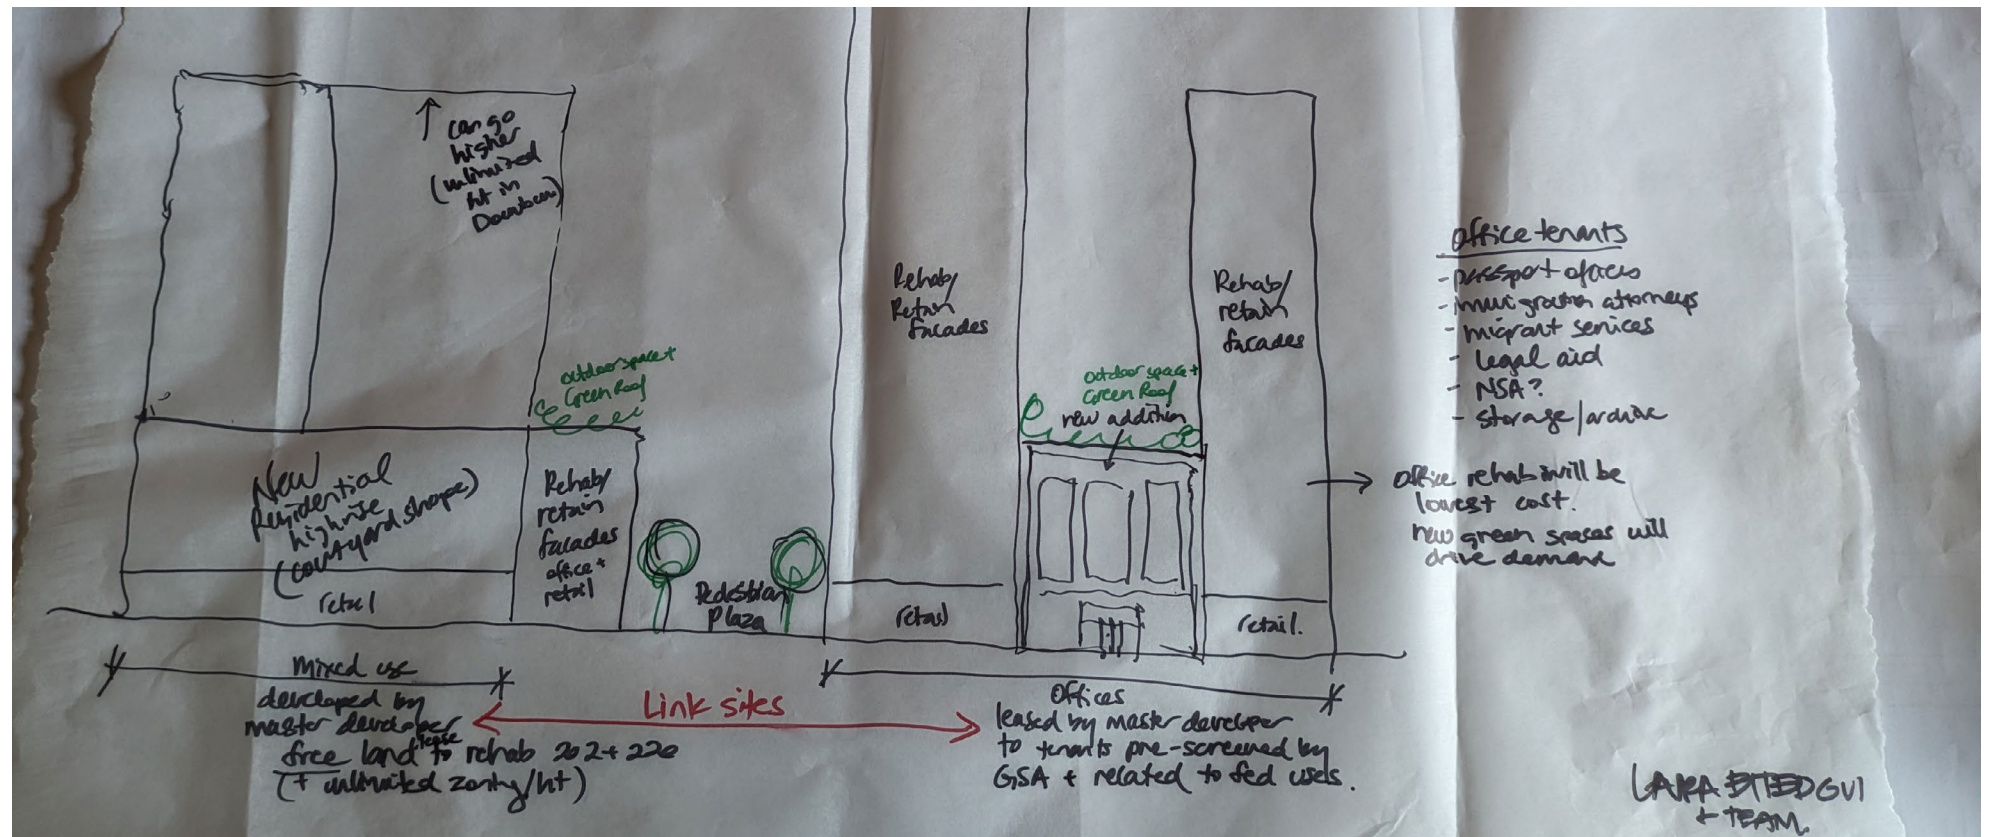 can go
higher
(unlimited
ht in
Downtown)
outdoor space +
Green Roof
New
Residential
highrise
(courtyard shape)
retail
Rehab/
retain
facades
office +
retail
Pedestrian
Plaza
Rehab/
Retain
facades
retail
outdoor space +
Green Roof
new addition
Rehab/
retain
facades
retail.
office tenants
- passport offices
- immigration attorneys
- migrant services
- legal aid
- NSA?
- storage/archive
office rehab will be
lowest cost.
new green spaces will
drive demand
Mixed use
developed by
master developer
free land lease to rehab 202 + 220
(+ unlimited zoning/ht)
Link sites
Offices
leased by master developer
to tenants pre-screened by
GSA + related to fed uses.
LARA
+ TEAM